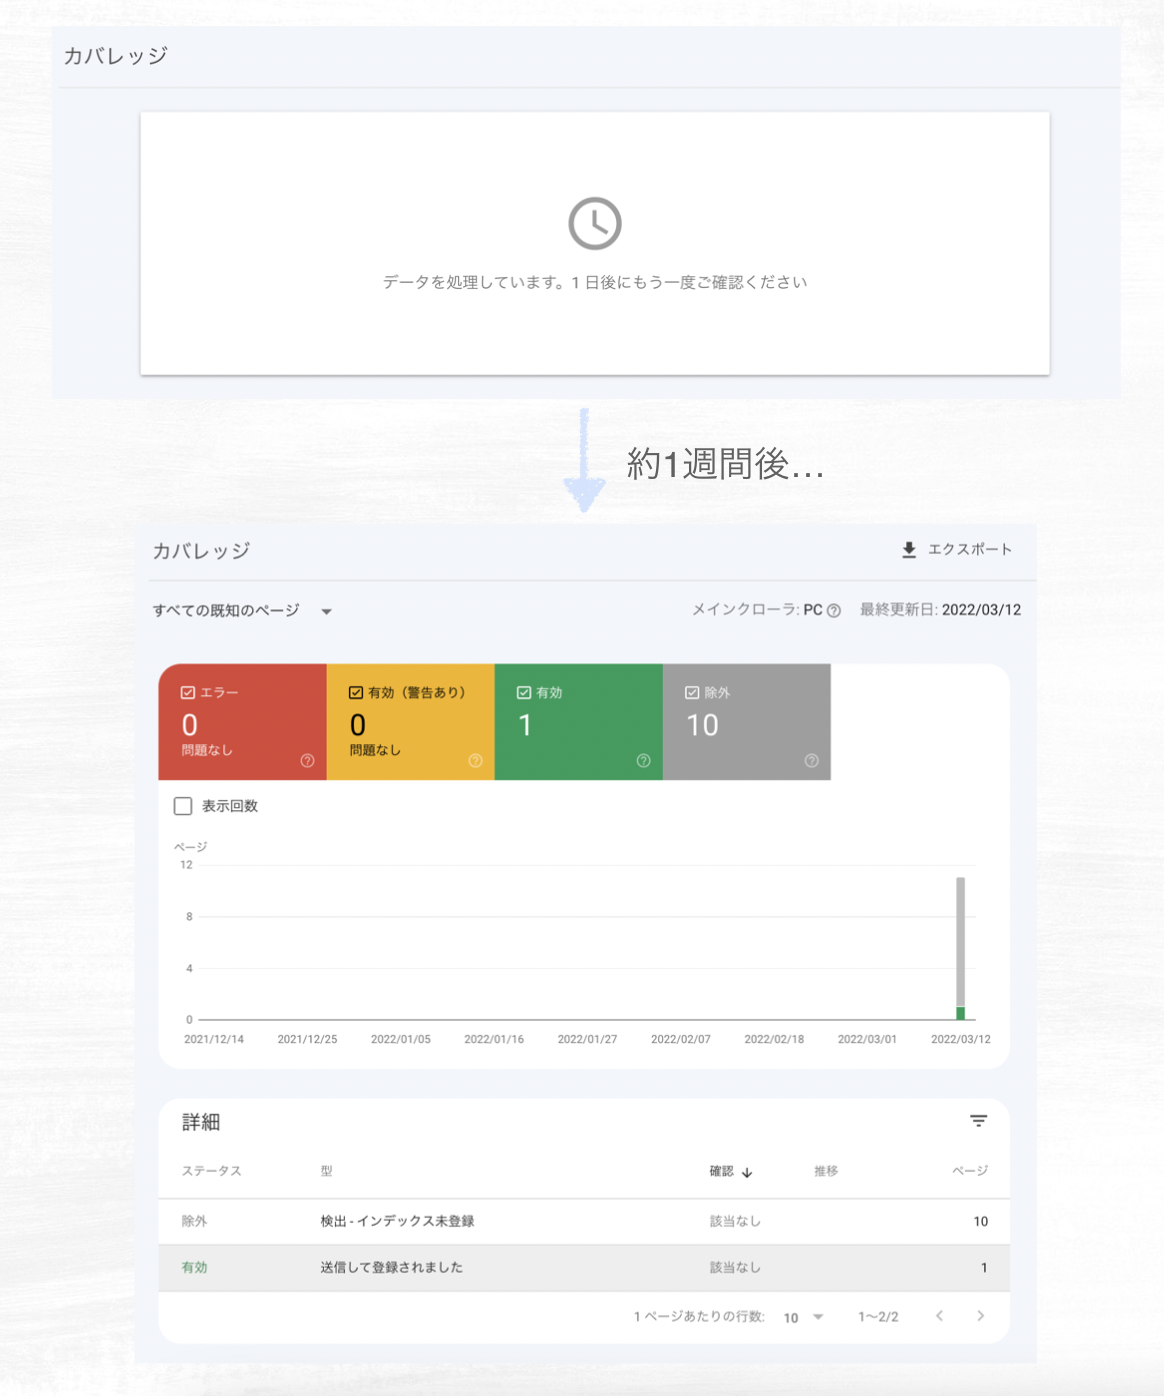 カバレッジ
データを処理しています。1 日後にもう一度ご確認ください
約1週間後...
カバレッジ
エクスポート
すべての既知のページ
メインクローラ: PC
最終更新日: 2022/03/12
エラー
0
問題なし
有効（警告あり）
0
問題なし
有効
1
除外
10
表示回数
ページ
12
8
4
0
2021/12/14 2021/12/25 2022/01/05 2022/01/16 2022/01/27 2022/02/07 2022/02/18 2022/03/01 2022/03/12
詳細
ステータス 型 確認 推移 ページ
除外 検出 - インデックス未登録 該当なし 10
有効 送信して登録されました 該当なし 1
1 ページあたりの行数: 10 1～2/2